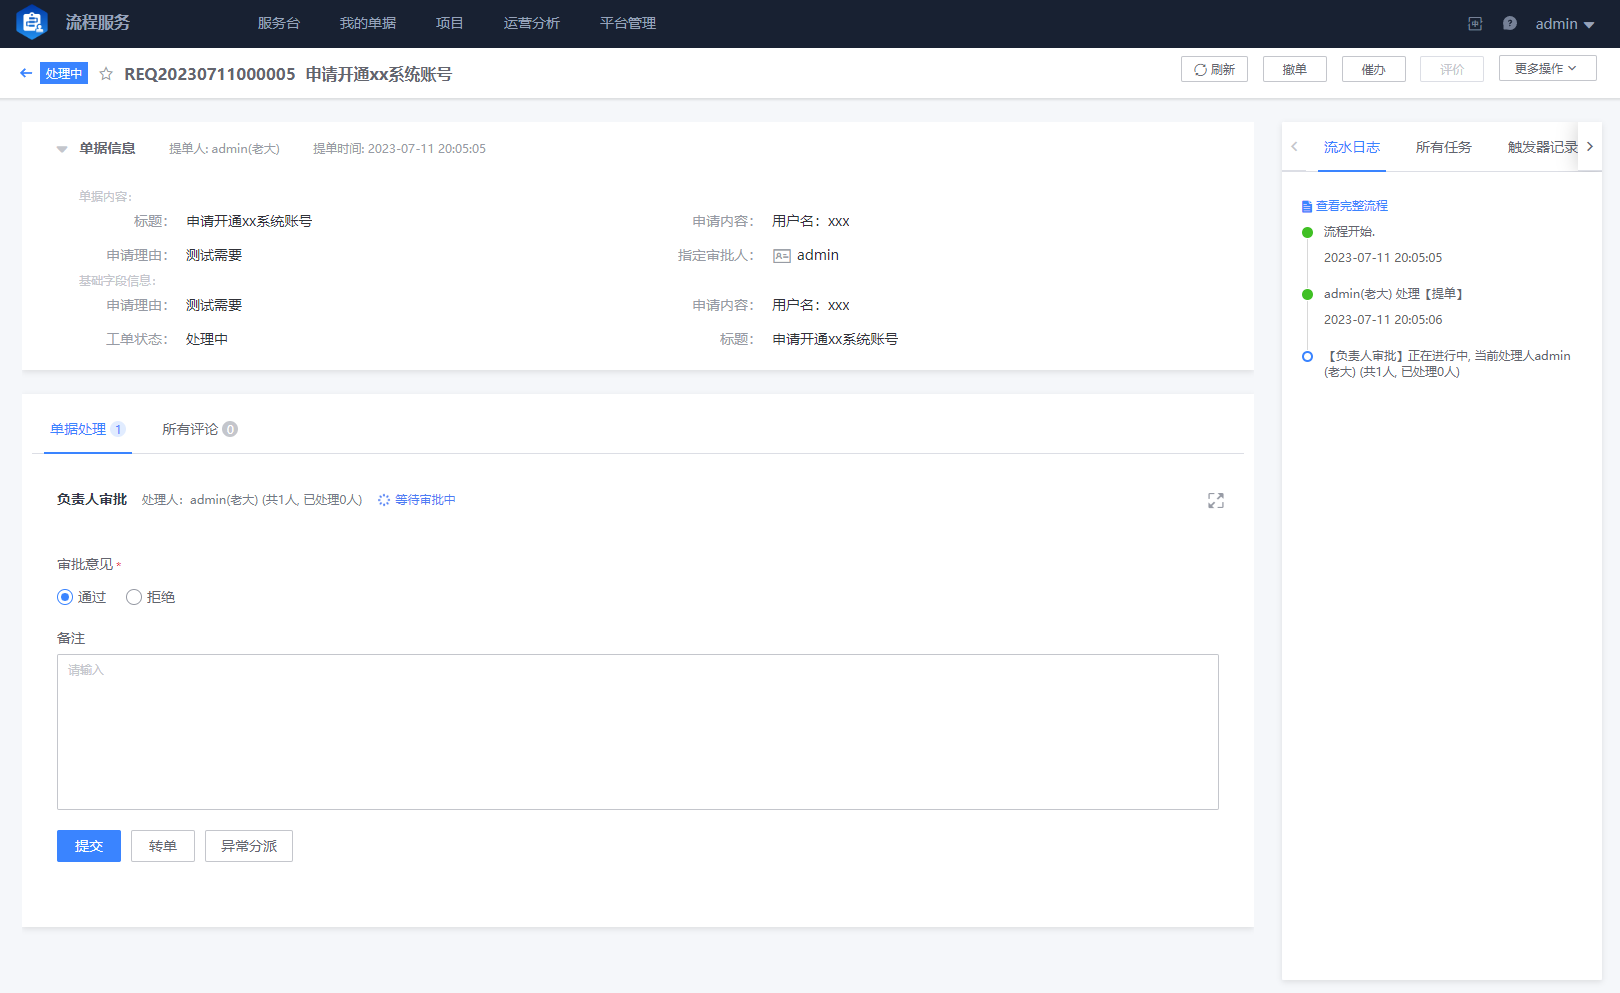 流程服务 服务台 我的单据 项目 运营分析 平台管理 admin
处理中 REQ20230711000005 申请开通xx系统账号 刷新 撤单 催办 评价 更多操作
单据信息 提单人: admin(老大) 提单时间: 2023-07-11 20:05:05
单据内容:
标题: 申请开通xx系统账号 申请内容: 用户名：xxx
申请理由: 测试需要 指定审批人: admin
基础字段信息:
申请理由: 测试需要 申请内容: 用户名：xxx
工单状态: 处理中 标题: 申请开通xx系统账号
单据处理 1 所有评论 0
负责人审批 处理人: admin(老大) (共1人, 已处理0人) 等待审批中
审批意见 *
通过 拒绝
备注
请输入
提交 转单 异常分派
流水日志 所有任务 触发器记录
查看完整流程
流程开始.
2023-07-11 20:05:05
admin(老大) 处理【提单】
2023-07-11 20:05:06
【负责人审批】正在进行中, 当前处理人admin
(老大) (共1人, 已处理0人)